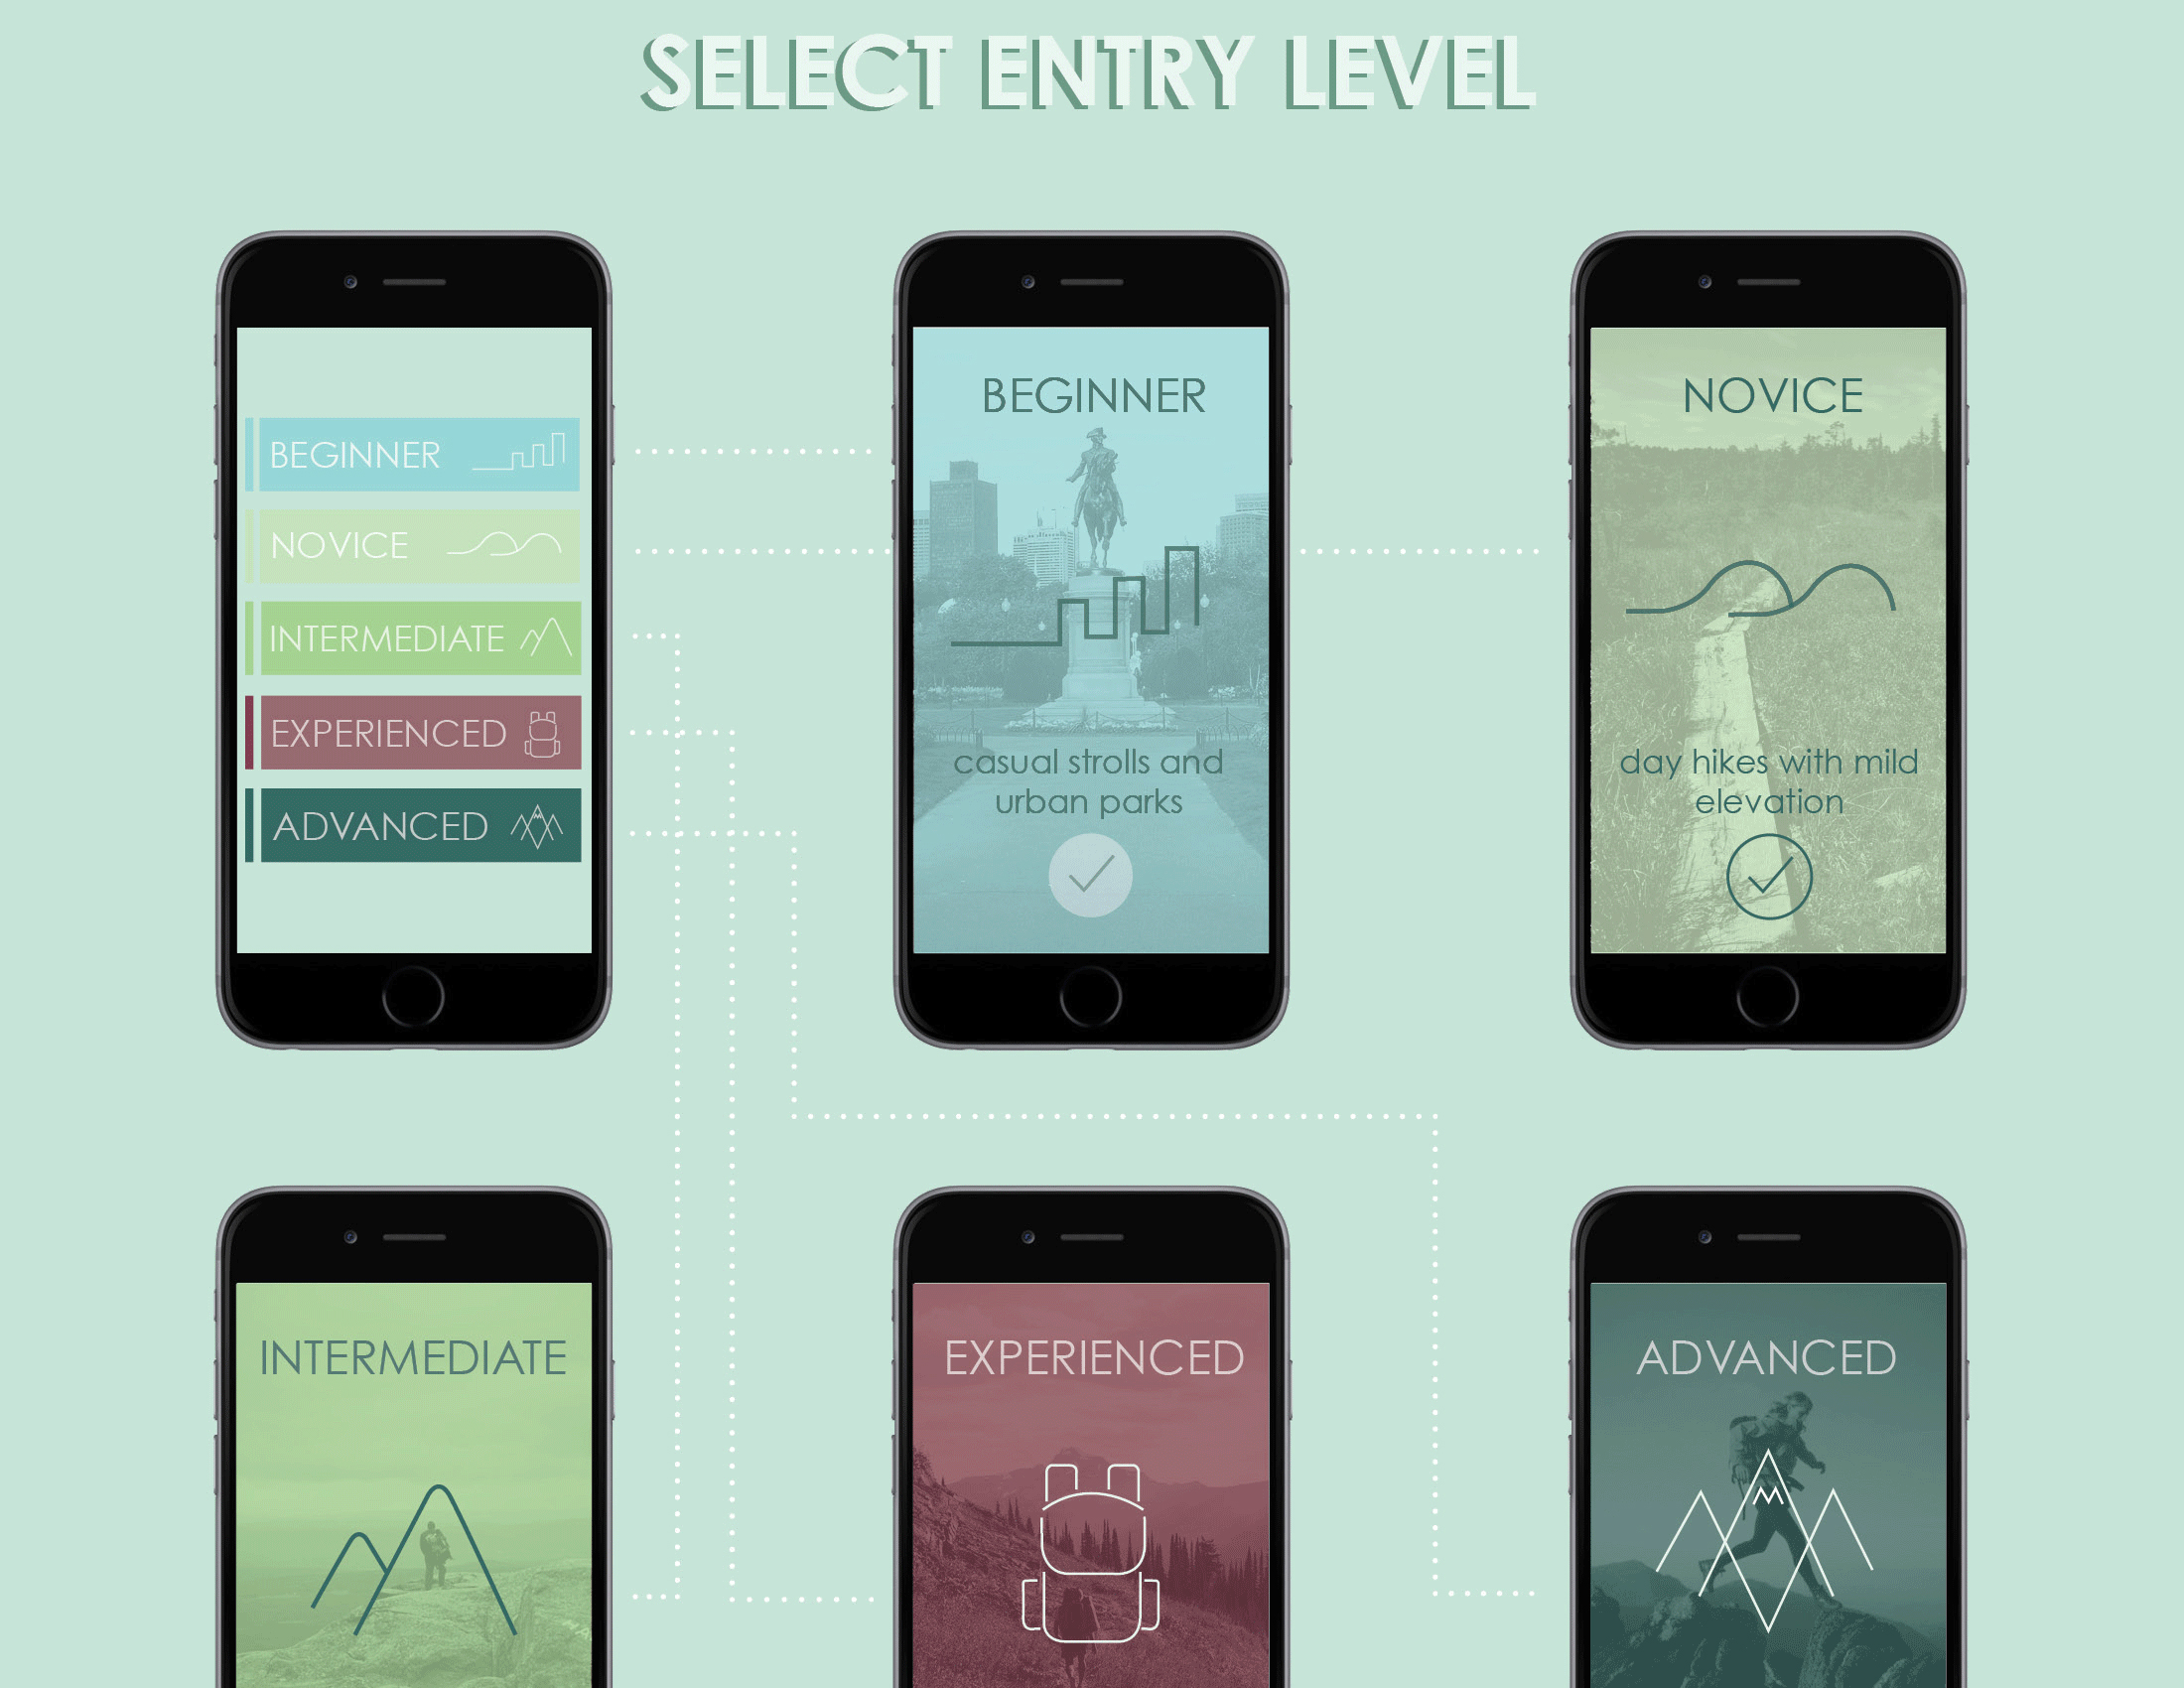 SELECT ENTRY LEVEL
BEGINNER
NOVICE
INTERMEDIATE
EXPERIENCED
ADVANCED
BEGINNER
casual strolls and
urban parks
NOVICE
day hikes with mild
elevation
INTERMEDIATE
EXPERIENCED
ADVANCED